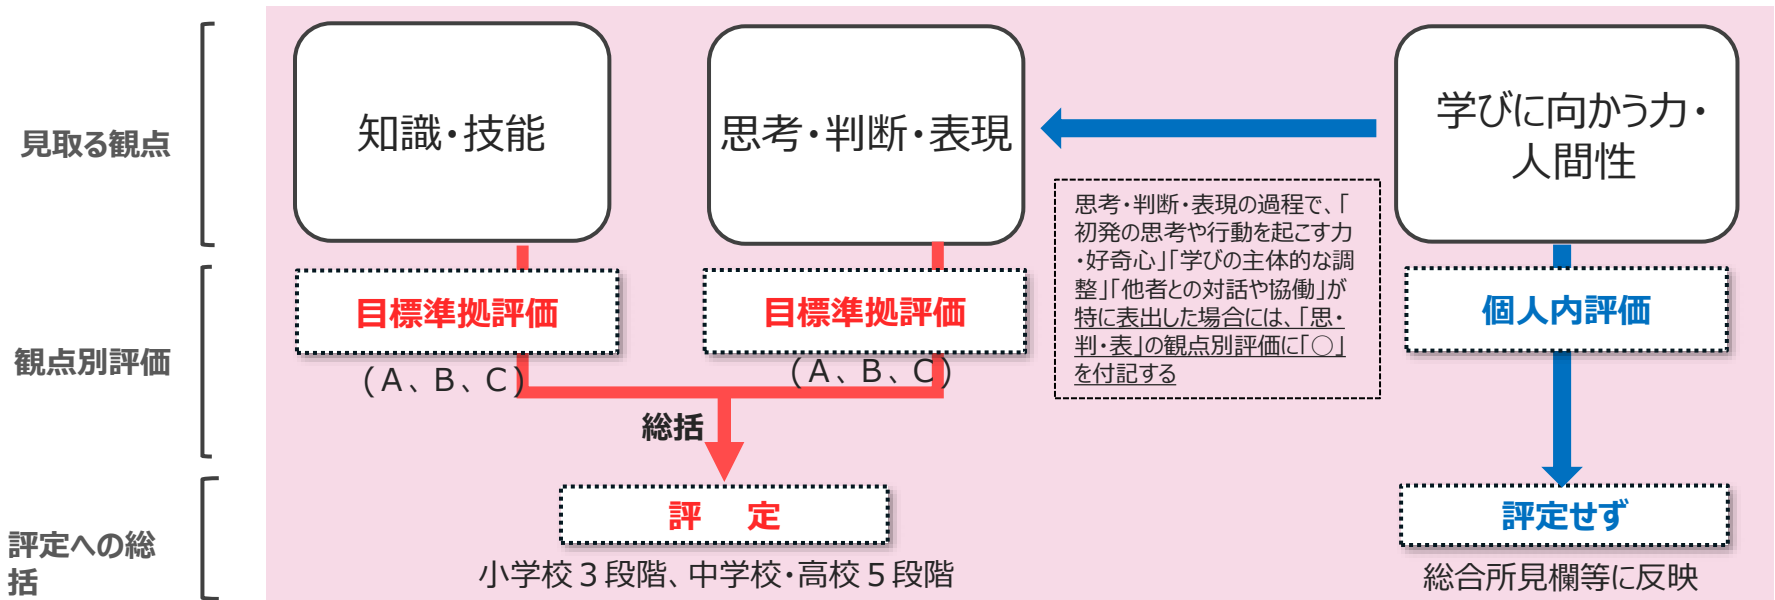 見取る観点
知識・技能
思考・判断・表現
学びに向かう力・
人間性
思考・判断・表現の過程で、「
初発の思考や行動を起こす力
・好奇心」「学びの主体的な調
整」「他者との対話や協働」が
特に表出した場合には、「思・
判・表」の観点別評価に「○」
を付記する
観点別評価
目標準拠評価
(A、B、C)
目標準拠評価
(A、B、C)
個人内評価
総括
評定への総
括
評 定
小学校3段階、中学校・高校5段階
評定せず
総合所見欄等に反映